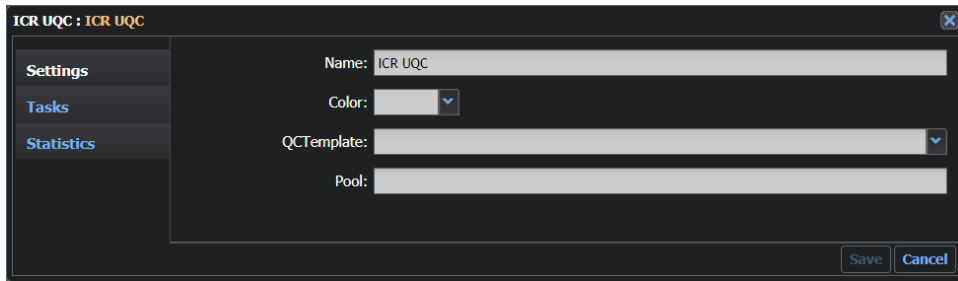 ICR UQC : ICR UQC
Settings
Tasks
Statistics
Name: ICR UQC
Color:
QCTemplate:
Pool:
Save Cancel